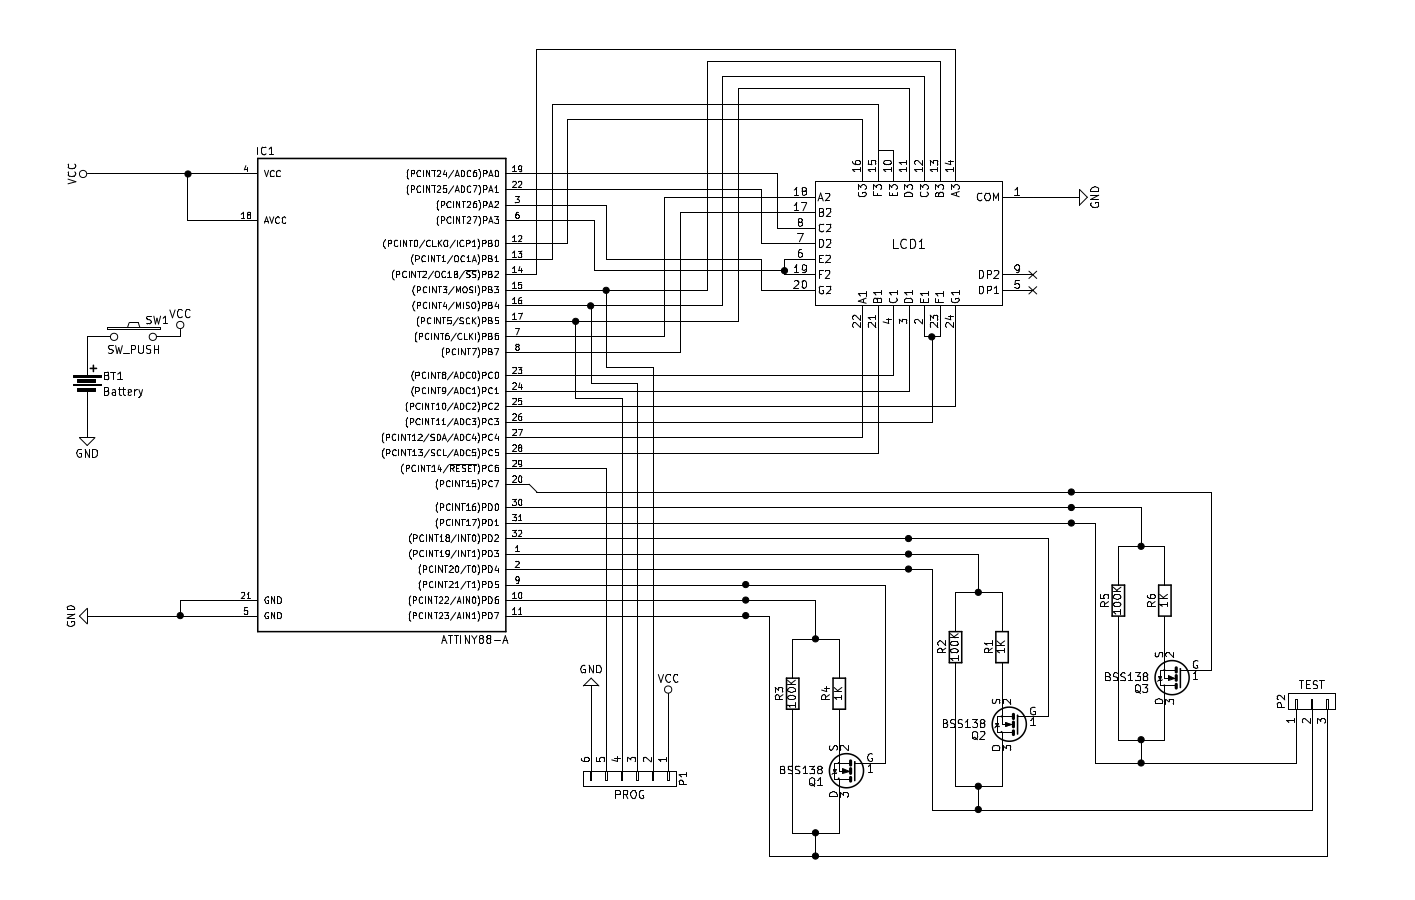 IC1
VCC
4 VCC
18 AVCC
21 GND
5 GND
GND
ATTINY88-A
(PCINT24/ADC6)PA0 19
(PCINT25/ADC7)PA1 22
(PCINT26)PA2 3
(PCINT27)PA3 6
(PCINT0/CLKO/ICP1)PB0 12
(PCINT1/OC1A)PB1 13
(PCINT2/OC1B/SS)PB2 14
(PCINT3/MOSI)PB3 15
(PCINT4/MISO)PB4 16
(PCINT5/SCK)PB5 17
(PCINT6/CLKI)PB6 7
(PCINT7)PB7 8
(PCINT8/ADC0)PC0 23
(PCINT9/ADC1)PC1 24
(PCINT10/ADC2)PC2 25
(PCINT11/ADC3)PC3 26
(PCINT12/SDA/ADC4)PC4 27
(PCINT13/SCL/ADC5)PC5 28
(PCINT14/RESET)PC6 29
(PCINT15)PC7 20
(PCINT16)PD0 30
(PCINT17)PD1 31
(PCINT18/INT0)PD2 32
(PCINT19/INT1)PD3 1
(PCINT20/T0)PD4 2
(PCINT21/T1)PD5 9
(PCINT22/AIN0)PD6 10
(PCINT23/AIN1)PD7 11
SW1
VCC
SW_PUSH
+
BT1
Battery
GND
16 15 10 11 12 13 14
G3 F3 E3 D3 C3 B3 A3
18 A2
17 B2
8 C2
7 D2
6 E2
19 F2
20 G2
LCD1
COM 1
GND
DP2 9
DP1 5
A1 B1 C1 D1 E1 F1 G1
22 21 4 3 2 23 24
GND
VCC
6 5 4 3 2 1
P1
PROG
R3
100K
R4
1K
S 2
G
1
BSS138
Q1
D 3
R2
100K
R1
1K
S 2
G
1
BSS138
Q2
D 3
R5
100K
R6
1K
S 2
G
1
BSS138
Q3
D 3
TEST
P2
1 2 3